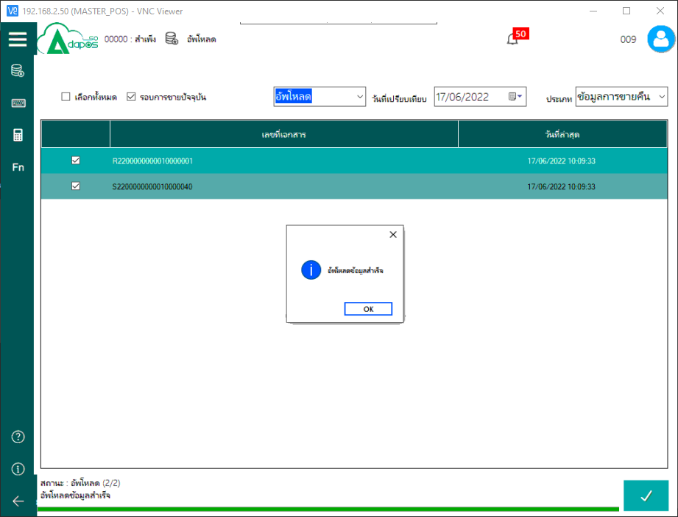 192.168.2.50 (MASTER_POS) - VNC Viewer
Adapos 5.0 00000 : สำเพ็ง อัพโหลด 50 009
เลือกทั้งหมด รอบการขายปัจจุบัน อัพโหลด วันที่เปรียบเทียบ 17/06/2022 ประเภท ข้อมูลการขายคืน
เลขที่เอกสาร วันที่ล่าสุด
R2200000000010000001 17/06/2022 10:09:33
S2200000000010000040 17/06/2022 10:09:33
Fn
อัพโหลดข้อมูลสำเร็จ
OK
สถานะ : อัพโหลด (2/2)
อัพโหลดข้อมูลสำเร็จ